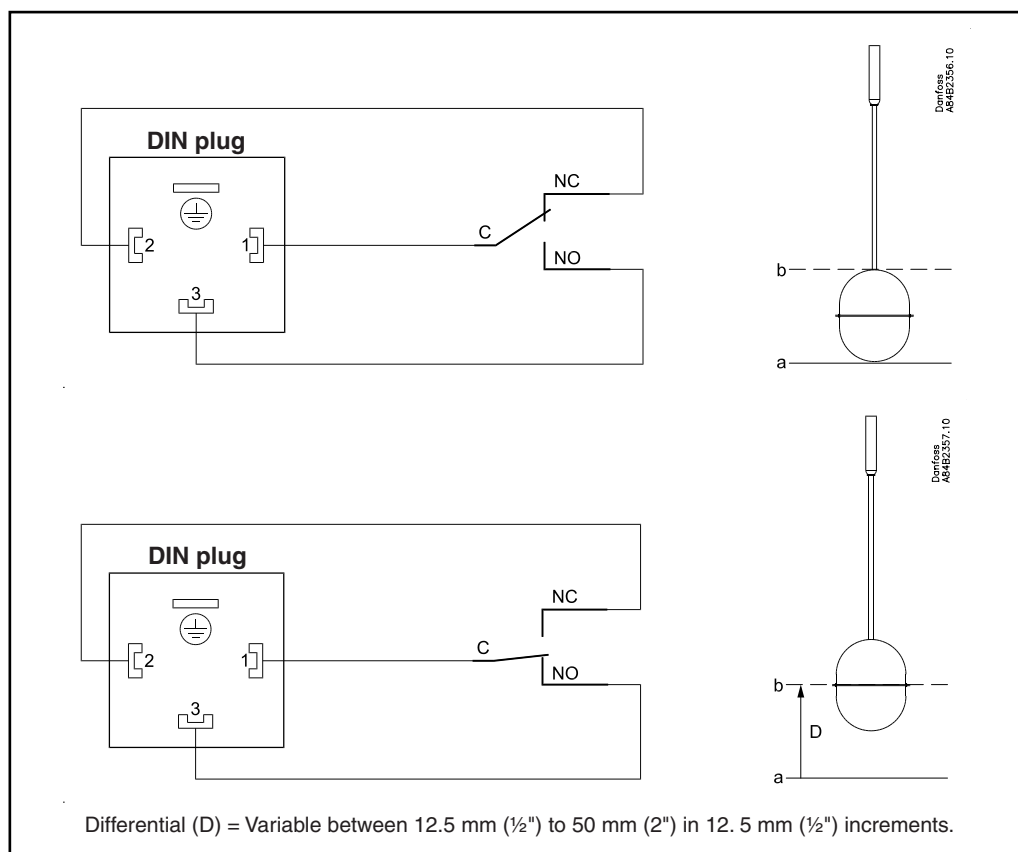 Danfoss
A84B2356.10
DIN plug
NC
C
2
1
NO
3
b
a
Danfoss
A84B2357.10
DIN plug
NC
C
2
1
NO
3
b
D
a
Differential (D) = Variable between 12.5 mm (½") to 50 mm (2") in 12. 5 mm (½") increments.